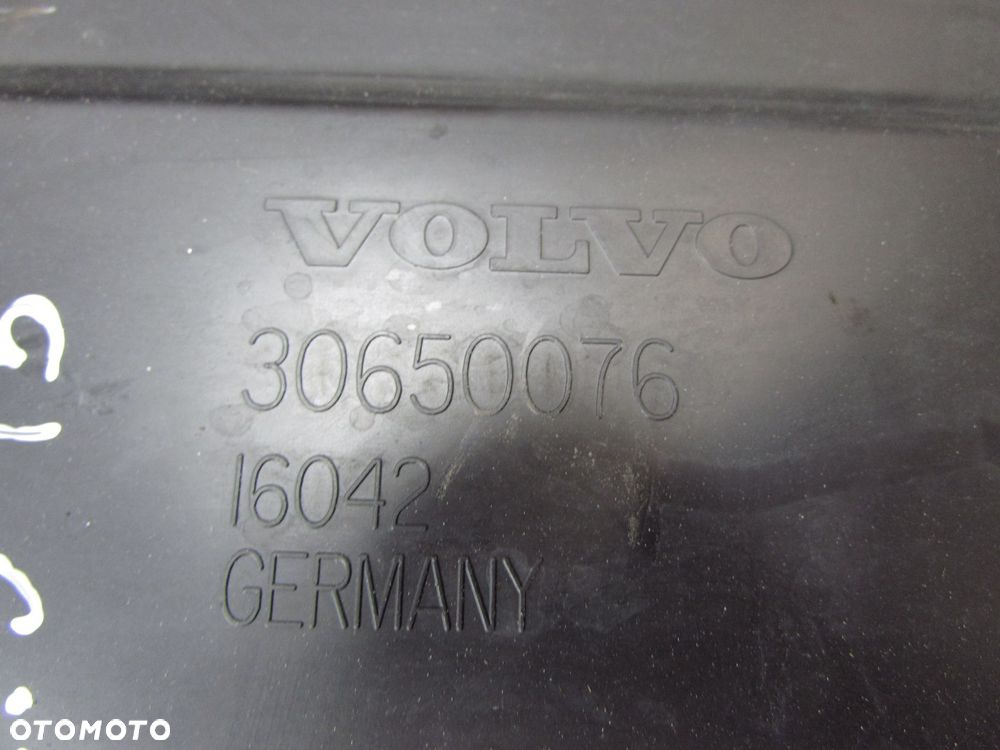 VOLVO
30650076
16042
GERMANY
OTOMOTO